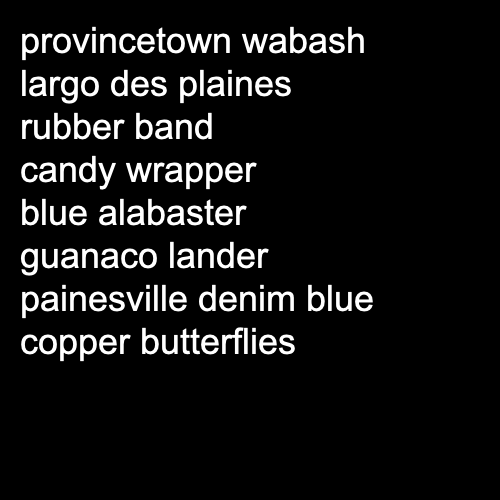 provincetown wabash
largo des plaines
rubber band
candy wrapper
blue alabaster
guanaco lander
painesville denim blue
copper butterflies